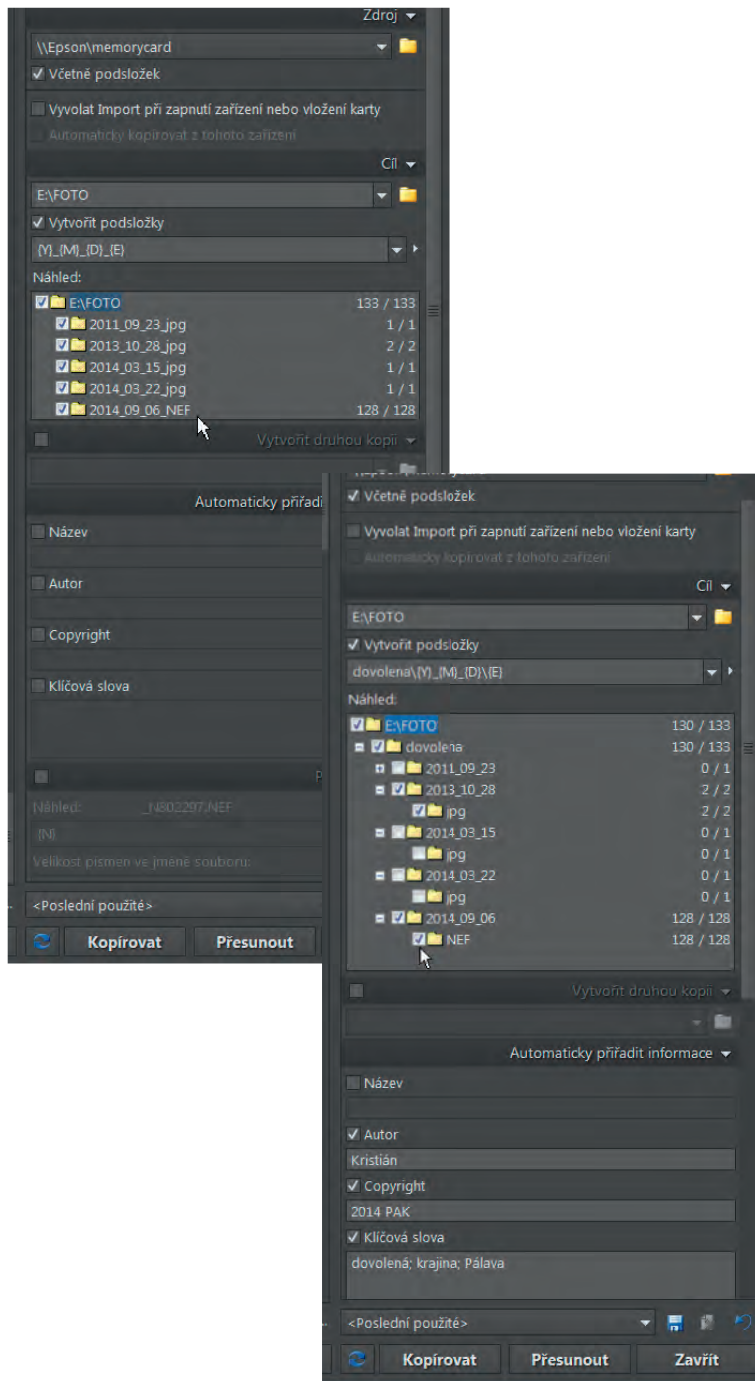 Zdroj
\\Epson\memorycard
Včetně podsložek
Vyvolat Import při zapnutí zařízení nebo vložení karty
Automaticky kopírovat z tohoto zařízení
Cíl
E:\FOTO
Vytvořit podsložky
{Y}_{M}_{D}_{E}
Náhled:
E:\FOTO 133 / 133
2011_09_23_jpg 1 / 1
2013_10_28_jpg 2 / 2
2014_03_15_jpg 1 / 1
2014_03_22_jpg 1 / 1
2014_09_06_NEF 128 / 128
Vytvořit druhou kopii
Automaticky přiřadi
Název
Autor
Copyright
Klíčová slova
P
Náhled: _N802297.NEF
{N}
Velikost písmen ve jméně souboru:
<Poslední použité>
Kopírovat Přesunout
Včetně podsložek
Vyvolat Import při zapnutí zařízení nebo vložení karty
Automaticky kopírovat z tohoto zařízení
Cíl
E:\FOTO
Vytvořit podsložky
dovolena\{Y}_{M}_{D}\{E}
Náhled:
E:\FOTO 130 / 133
dovolena 130 / 133
2011_09_23 0 / 1
2013_10_28 2 / 2
jpg 2 / 2
2014_03_15 0 / 1
jpg 0 / 1
2014_03_22 0 / 1
jpg 0 / 1
2014_09_06 128 / 128
NEF 128 / 128
Vytvořit druhou kopii
Automaticky přiřadit informace
Název
Autor
Kristián
Copyright
2014 PAK
Klíčová slova
dovolená; krajina; Pálava
<Poslední použité>
Kopírovat Přesunout Zavřít